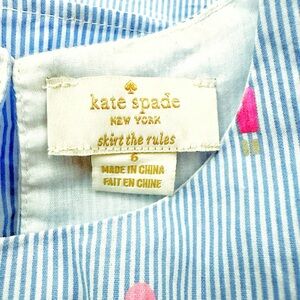 kate spade
NEW YORK
skirt the rules
6
MADE IN CHINA
FAIT EN CHINE